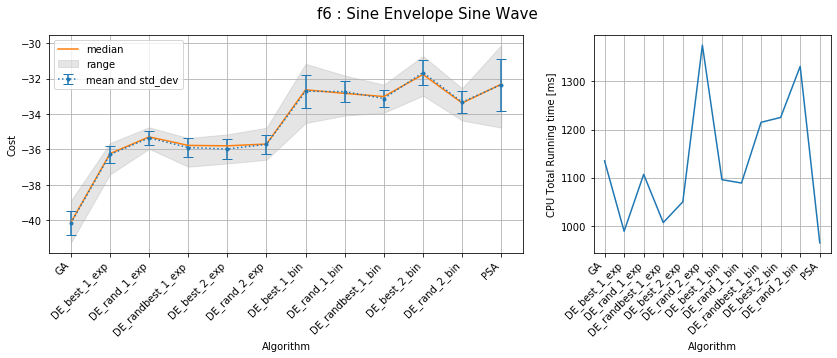 f6 : Sine Envelope Sine Wave
median
range
mean and std_dev
Cost
−30
−32
−34
−36
−38
−40
GA
DE_best_1_exp
DE_rand_1_exp
DE_randbest_1_exp
DE_best_2_exp
DE_rand_2_exp
DE_best_1_bin
DE_rand_1_bin
DE_randbest_1_bin
DE_best_2_bin
DE_rand_2_bin
PSA
Algorithm
CPU Total Running time [ms]
1300
1200
1100
1000
GA
DE_best_1_exp
DE_rand_1_exp
DE_randbest_1_exp
DE_best_2_exp
DE_rand_2_exp
DE_best_1_bin
DE_rand_1_bin
DE_randbest_1_bin
DE_best_2_bin
DE_rand_2_bin
PSA
Algorithm